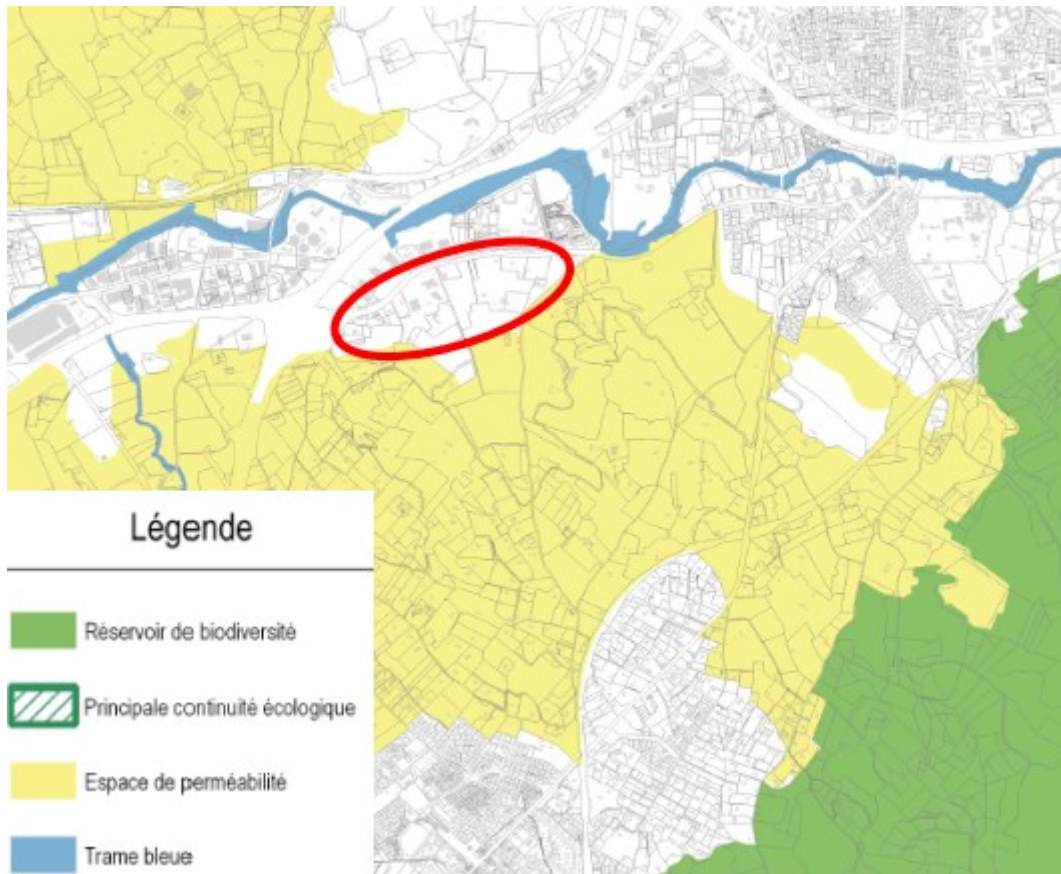 Légende
Réservoir de biodiversité
Principale continuité écologique
Espace de perméabilité
Trame bleue